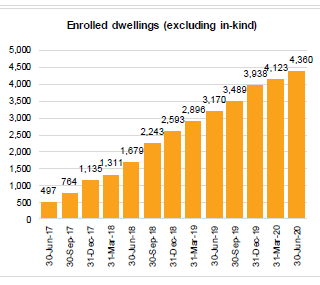 Enrolled dwellings (excluding in-kind)
5,000
4,500
4,000
3,500
3,000
2,500
2,000
1,500
1,000
500
0
497
764
1,135
1,311
1,679
2,243
2,593
2,896
3,170
3,489
3,938
4,123
4,360
30-Jun-17
30-Sep-17
31-Dec-17
31-Mar-18
30-Jun-18
30-Sep-18
31-Dec-18
31-Mar-19
30-Jun-19
30-Sep-19
31-Dec-19
31-Mar-20
30-Jun-20